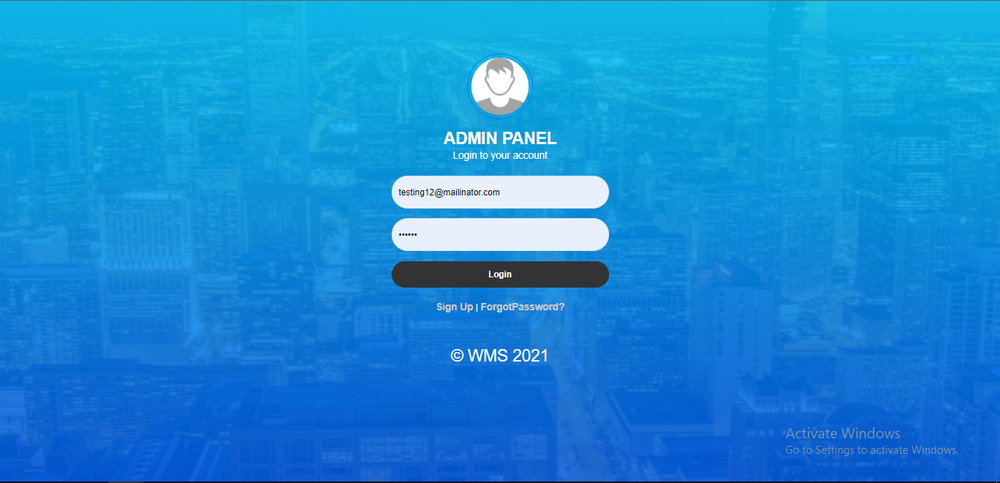 ADMIN PANEL
Login to your account
testing12@mailinator.com
••••••
Login
Sign Up | ForgotPassword?
© WMS 2021
Activate Windows
Go to Settings to activate Windows.